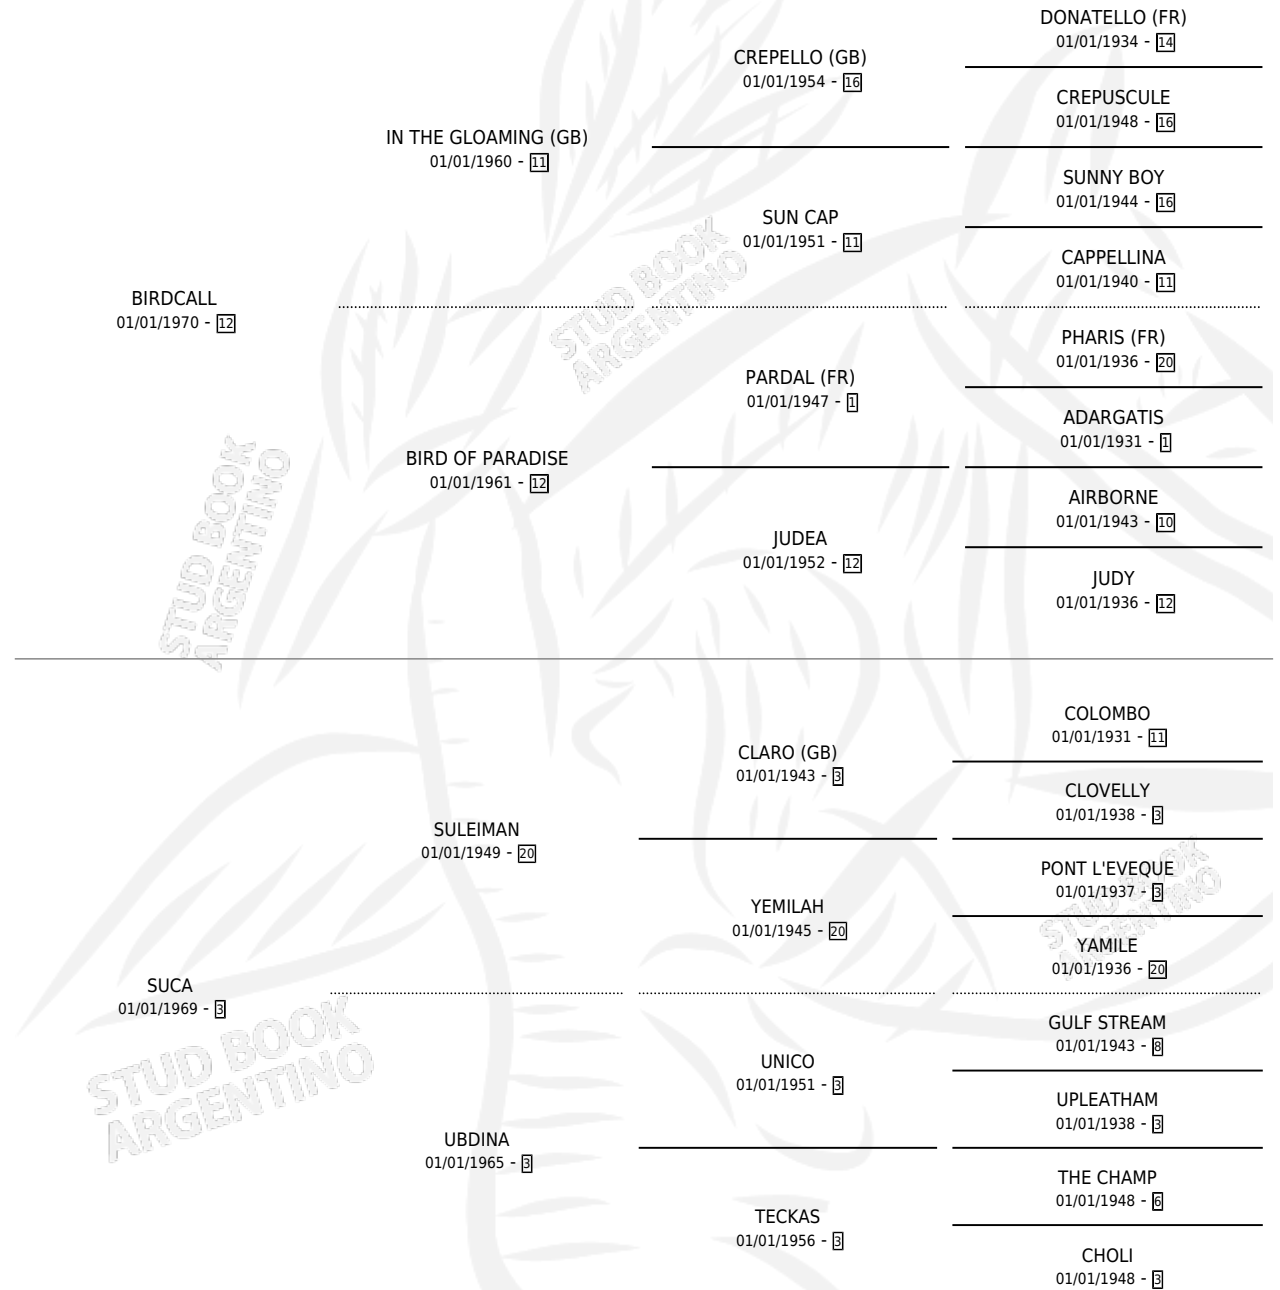 DONATELLO (FR)
01/01/1934 - 14
CREPELLO (GB)
01/01/1954 - 16
CREPUSCULE
01/01/1948 - 16
IN THE GLOAMING (GB)
01/01/1960 - 11
SUNNY BOY
01/01/1944 - 16
SUN CAP
01/01/1951 - 11
CAPPELLINA
01/01/1940 - 11
BIRDCALL
01/01/1970 - 12
STUD BOOK
ARGENTINO
PHARIS (FR)
01/01/1936 - 20
PARDAL (FR)
01/01/1947 - 1
ADARGATIS
01/01/1931 - 1
BIRD OF PARADISE
01/01/1961 - 12
AIRBORNE
01/01/1943 - 10
JUDEA
01/01/1952 - 12
JUDY
01/01/1936 - 12
STUD BOOK
ARGENTINO
COLOMBO
01/01/1931 - 11
CLARO (GB)
01/01/1943 - 3
CLOVELLY
01/01/1938 - 3
SULEIMAN
01/01/1949 - 20
PONT L'EVEQUE
01/01/1937 - 3
YEMILAH
01/01/1945 - 20
YAMILE
01/01/1936 - 20
STUD BOOK
ARGENTINO
SUCA
01/01/1969 - 3
STUD BOOK
ARGENTINO
GULF STREAM
01/01/1943 - 8
UNICO
01/01/1951 - 3
UPLEATHAM
01/01/1938 - 3
UBDINA
01/01/1965 - 3
THE CHAMP
01/01/1948 - 6
TECKAS
01/01/1956 - 3
CHOLI
01/01/1948 - 3